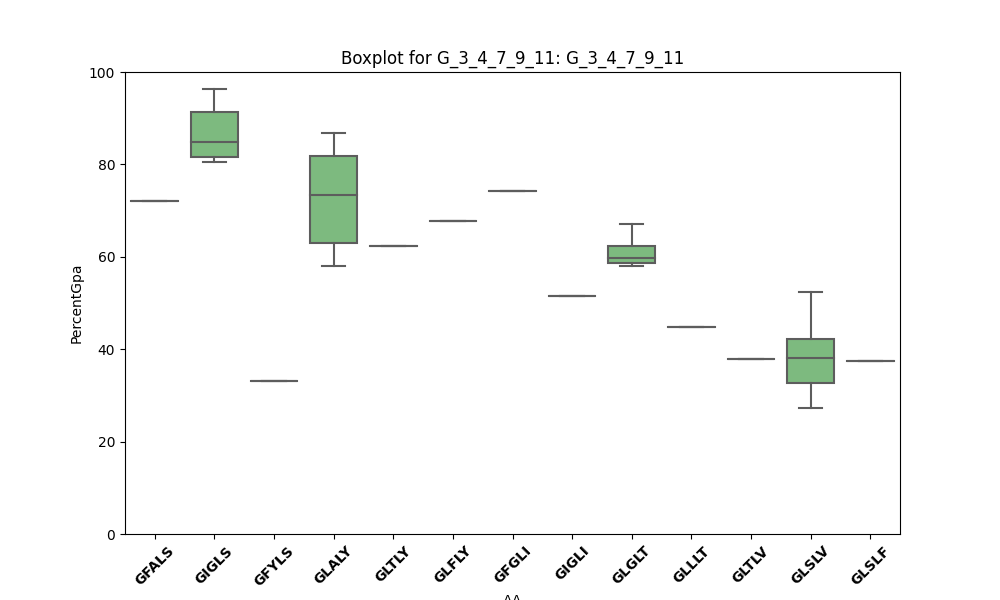 Boxplot for G_3_4_7_9_11: G_3_4_7_9_11
100
80
60
40
20
0
PercentGpa
GFALS
GIGLS
GFYLS
GLALY
GLTLY
GLFLY
GFGLI
GIGLI
GLGLT
GLLLT
GLTLV
GLSLV
GLSLF
AA